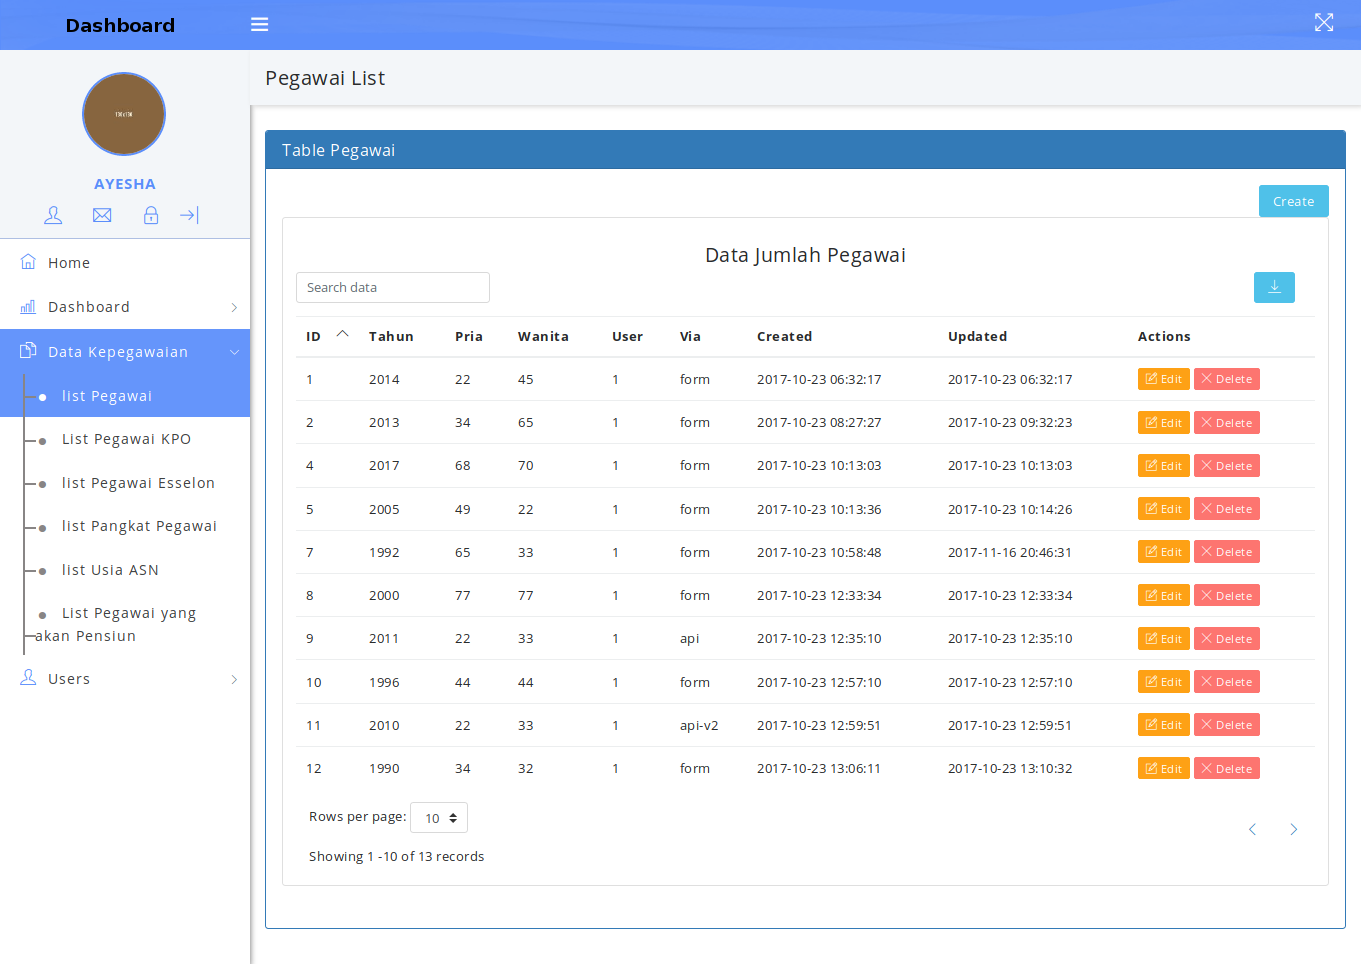 Dashboard
Pegawai List
130x130
AYESHA
Home
Dashboard
Data Kepegawaian
list Pegawai
List Pegawai KPO
list Pegawai Esselon
list Pangkat Pegawai
list Usia ASN
List Pegawai yang
akan Pensiun
Users
Table Pegawai
Create
Data Jumlah Pegawai
Search data
ID Tahun Pria Wanita User Via Created Updated Actions
1 2014 22 45 1 form 2017-10-23 06:32:17 2017-10-23 06:32:17 Edit Delete
2 2013 34 65 1 form 2017-10-23 08:27:27 2017-10-23 09:32:23 Edit Delete
4 2017 68 70 1 form 2017-10-23 10:13:03 2017-10-23 10:13:03 Edit Delete
5 2005 49 22 1 form 2017-10-23 10:13:36 2017-10-23 10:14:26 Edit Delete
7 1992 65 33 1 form 2017-10-23 10:58:48 2017-11-16 20:46:31 Edit Delete
8 2000 77 77 1 form 2017-10-23 12:33:34 2017-10-23 12:33:34 Edit Delete
9 2011 22 33 1 api 2017-10-23 12:35:10 2017-10-23 12:35:10 Edit Delete
10 1996 44 44 1 form 2017-10-23 12:57:10 2017-10-23 12:57:10 Edit Delete
11 2010 22 33 1 api-v2 2017-10-23 12:59:51 2017-10-23 12:59:51 Edit Delete
12 1990 34 32 1 form 2017-10-23 13:06:11 2017-10-23 13:10:32 Edit Delete
Rows per page: 10
Showing 1 -10 of 13 records